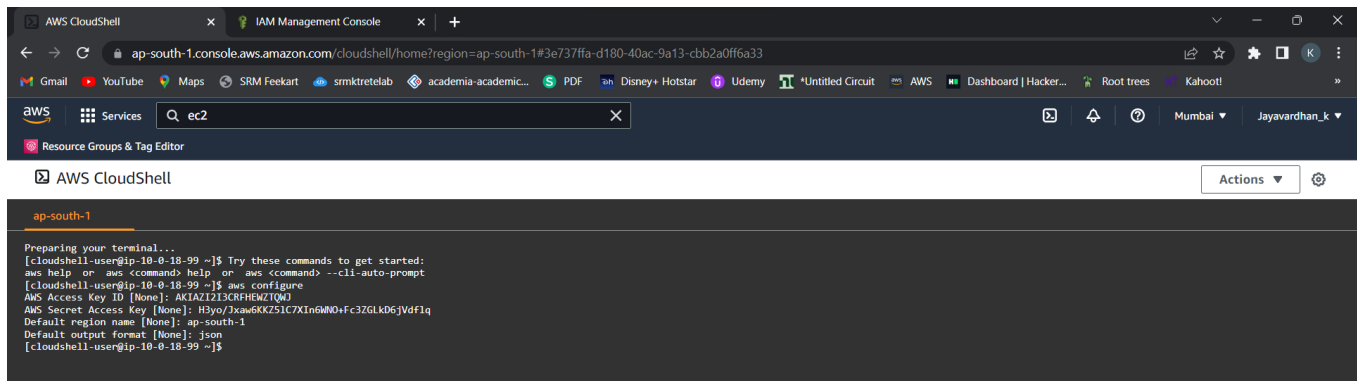 AWS CloudShell
IAM Management Console
ap-south-1.console.aws.amazon.com/cloudshell/home?region=ap-south-1#3e737ffa-d180-40ac-9a13-cbb2a0ff6a33
K
Gmail YouTube Maps SRM Feekart srmktretelab academia-academic... PDF Disney+ Hotstar Udemy *Untitled Circuit AWS Dashboard | Hacker... Root trees Kahoot! »
aws Services ec2 Mumbai Jayavardhan_k
Resource Groups & Tag Editor
AWS CloudShell Actions
ap-south-1
Preparing your terminal...
[cloudshell-user@ip-10-0-18-99 ~]$ Try these commands to get started:
aws help or aws <command> help or aws <command> --cli-auto-prompt
[cloudshell-user@ip-10-0-18-99 ~]$ aws configure
AWS Access Key ID [None]: AKIAZI2I3CRFHEWZTQWJ
AWS Secret Access Key [None]:
Default region name [None]: ap-south-1
Default output format [None]: json
[cloudshell-user@ip-10-0-18-99 ~]$